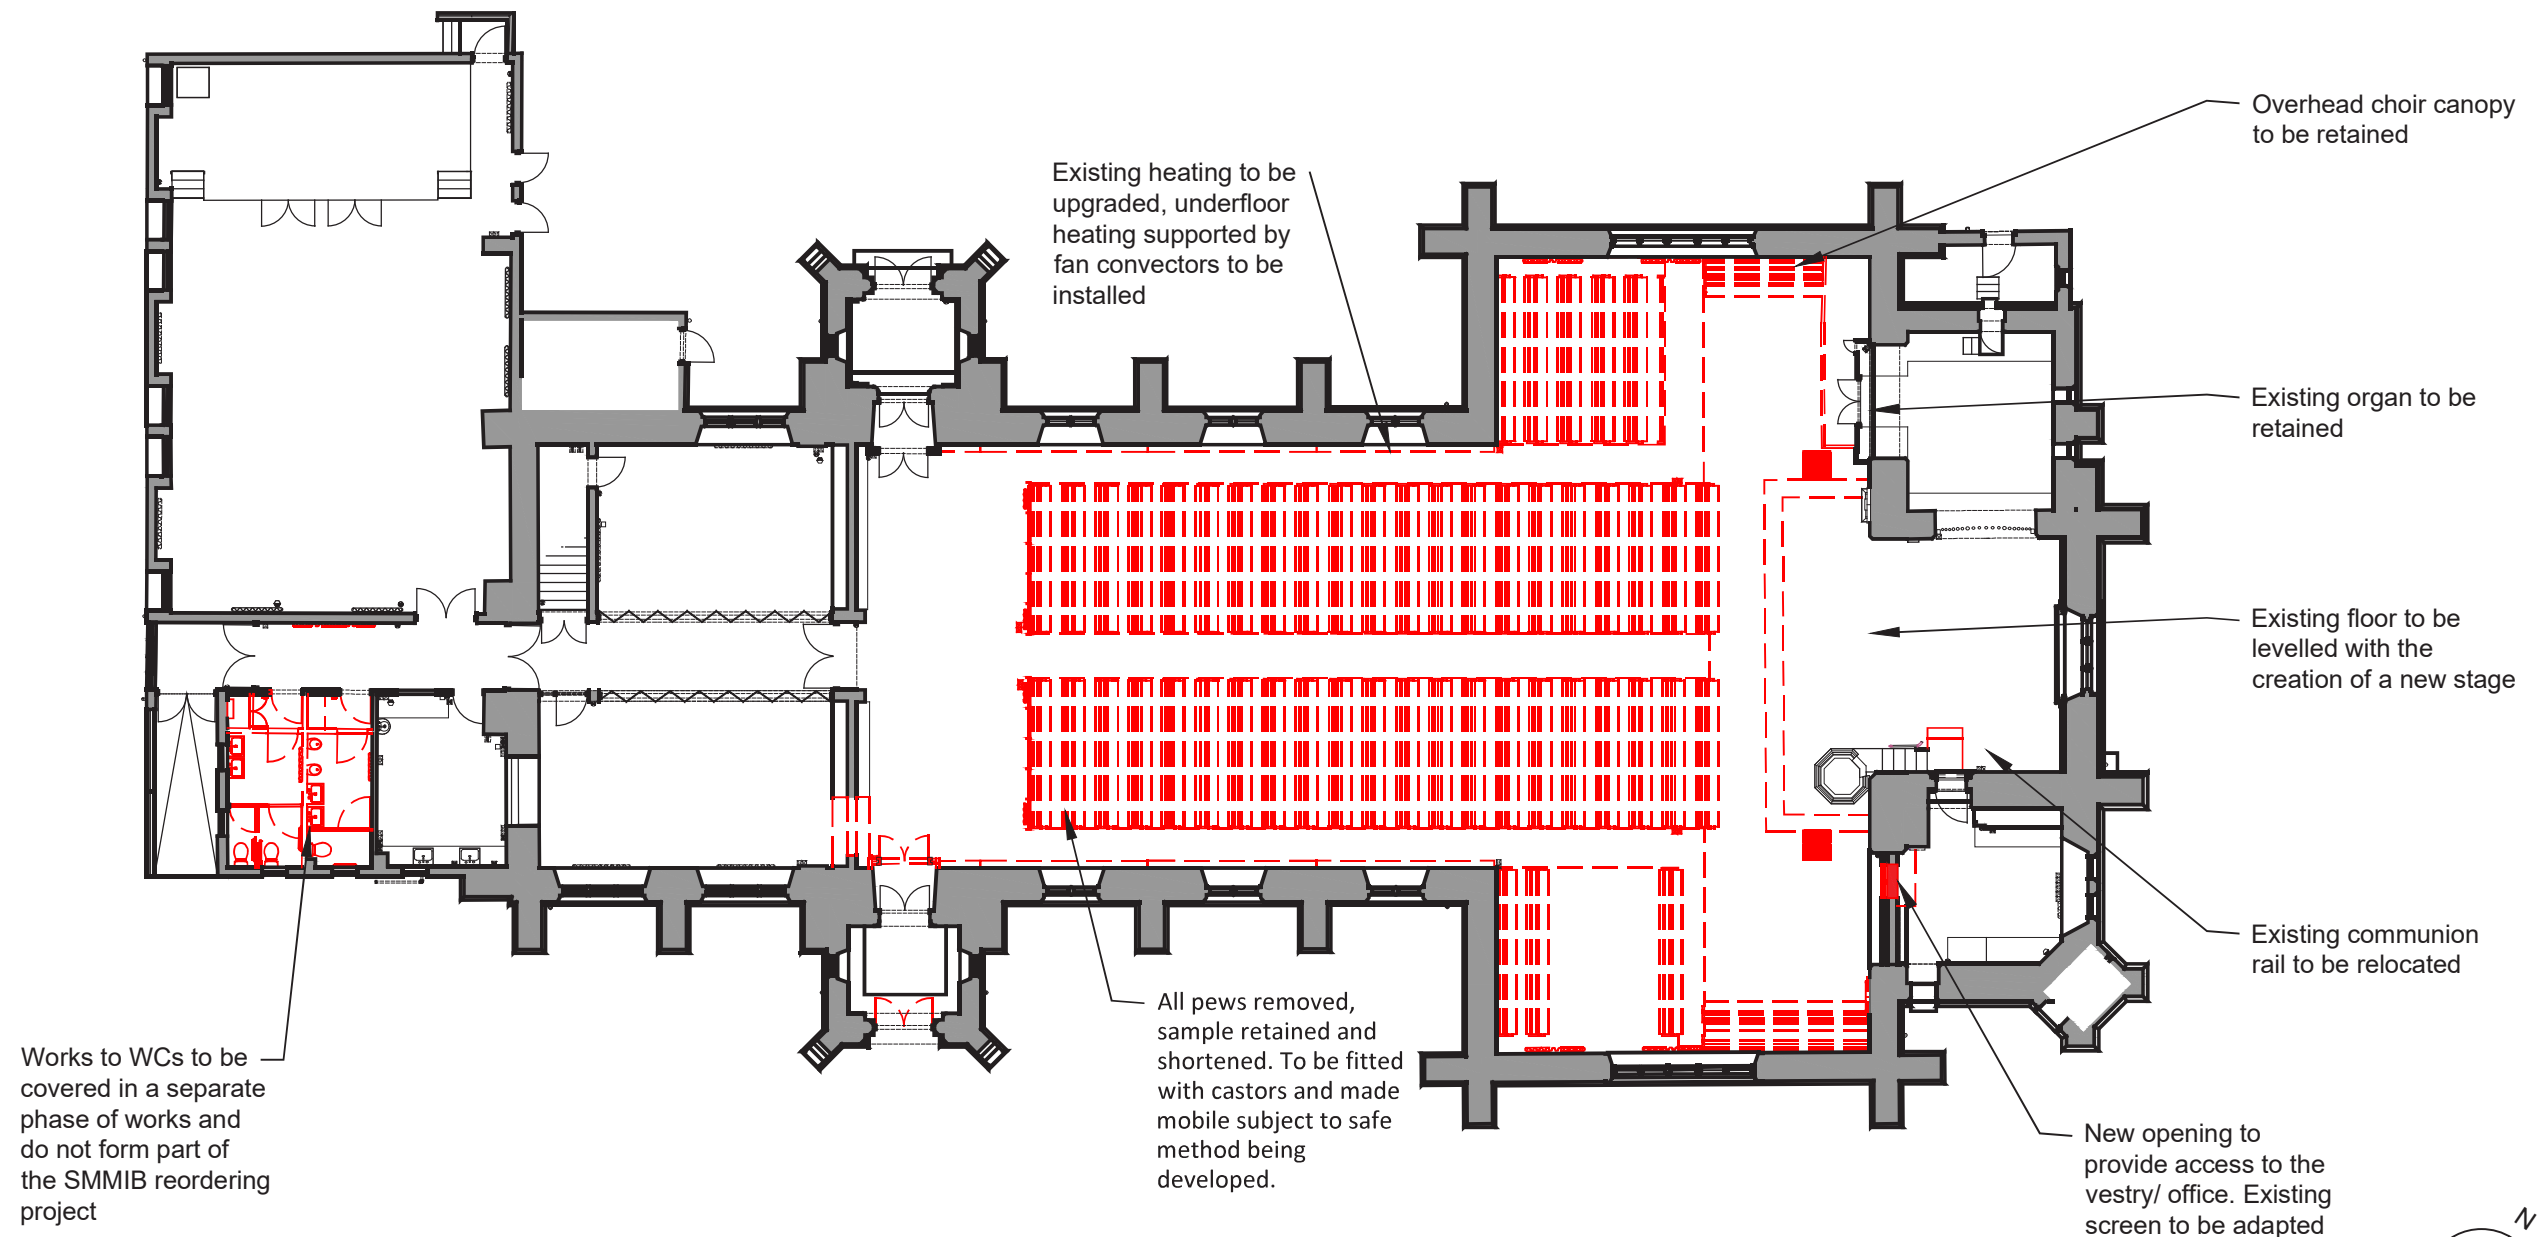 Overhead choir canopy
to be retained
Existing heating to be
upgraded, underfloor
heating supported by
fan convectors to be
installed
Existing organ to be
retained
Existing floor to be
levelled with the
creation of a new stage
Existing communion
rail to be relocated
All pews removed,
sample retained and
shortened. To be fitted
with castors and made
mobile subject to safe
method being
developed.
Works to WCs to be
covered in a separate
phase of works and
do not form part of
the SMMIB reordering
project
New opening to
provide access to the
vestry/ office. Existing
screen to be adapted
N